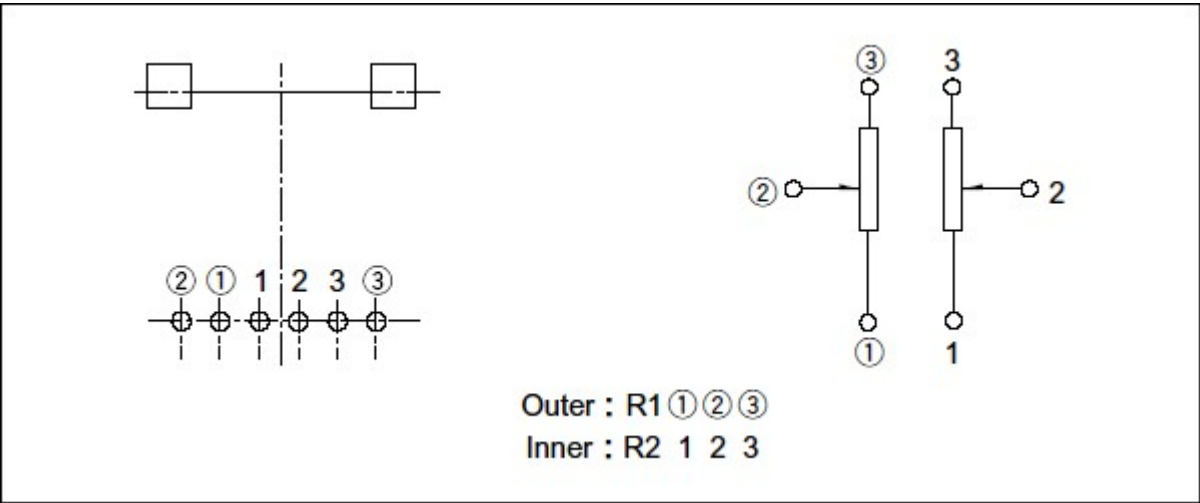 ③ 3
② 2
② ① 1 2 3 ③
① 1
Outer : R1 ① ② ③
Inner : R2 1 2 3